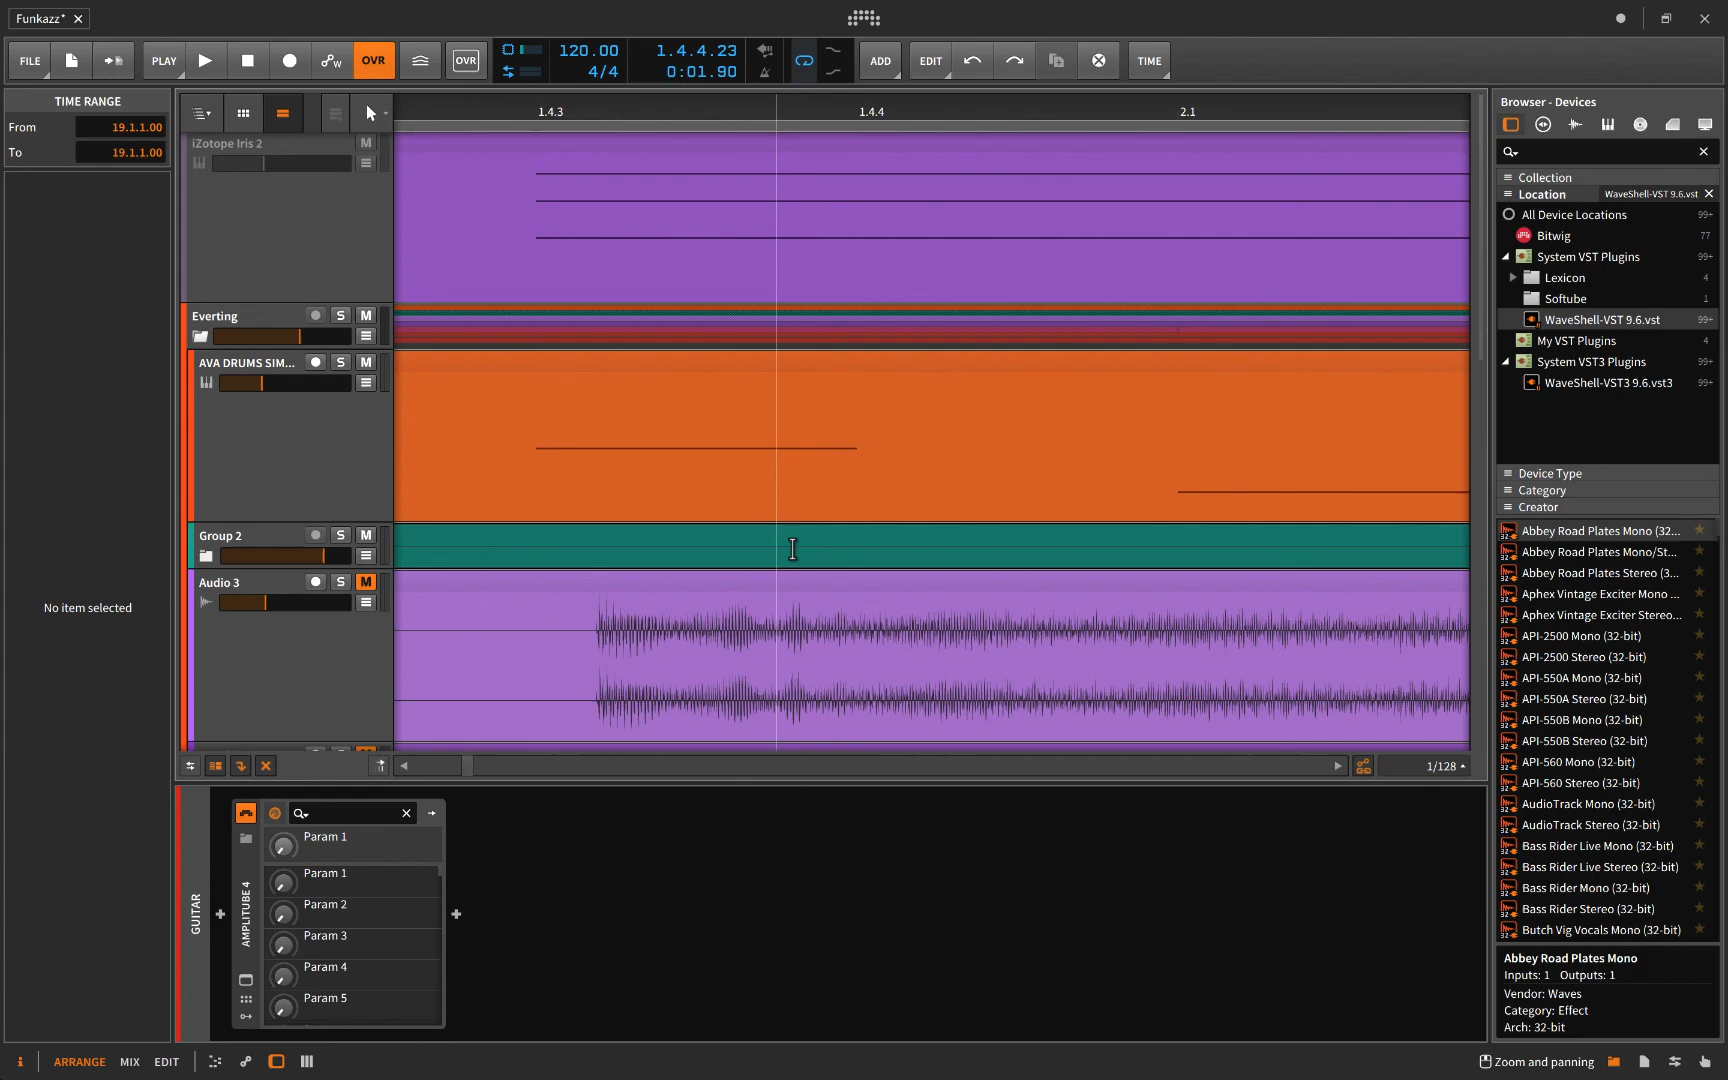 Funkazz*
FILE
PLAY
OVR
OVR
120.00
4/4
1.4.4.23
0:01.90
ADD
EDIT
TIME
TIME RANGE
From 19.1.1.00
To 19.1.1.00
No item selected
1.4.3
1.4.4
2.1
iZotope Iris 2 M
Everting S M
AVA DRUMS SIM... S M
Group 2 S M
Audio 3 S M
1/128
GUITAR
AMPLITUBE 4
Param 1
Param 1
Param 2
Param 3
Param 4
Param 5
Browser - Devices
Collection
Location WaveShell-VST 9.6.vst
All Device Locations 99+
Bitwig 77
System VST Plugins 99+
Lexicon 4
Softube 1
WaveShell-VST 9.6.vst 99+
My VST Plugins 4
System VST3 Plugins 99+
WaveShell-VST3 9.6.vst3 99+
Device Type
Category
Creator
Abbey Road Plates Mono (32...
Abbey Road Plates Mono/St...
Abbey Road Plates Stereo (3...
Aphex Vintage Exciter Mono ...
Aphex Vintage Exciter Stereo...
API-2500 Mono (32-bit)
API-2500 Stereo (32-bit)
API-550A Mono (32-bit)
API-550A Stereo (32-bit)
API-550B Mono (32-bit)
API-550B Stereo (32-bit)
API-560 Mono (32-bit)
API-560 Stereo (32-bit)
AudioTrack Mono (32-bit)
AudioTrack Stereo (32-bit)
Bass Rider Live Mono (32-bit)
Bass Rider Live Stereo (32-bit)
Bass Rider Mono (32-bit)
Bass Rider Stereo (32-bit)
Butch Vig Vocals Mono (32-bit)
Abbey Road Plates Mono
Inputs: 1 Outputs: 1
Vendor: Waves
Category: Effect
Arch: 32-bit
i ARRANGE MIX EDIT
Zoom and panning